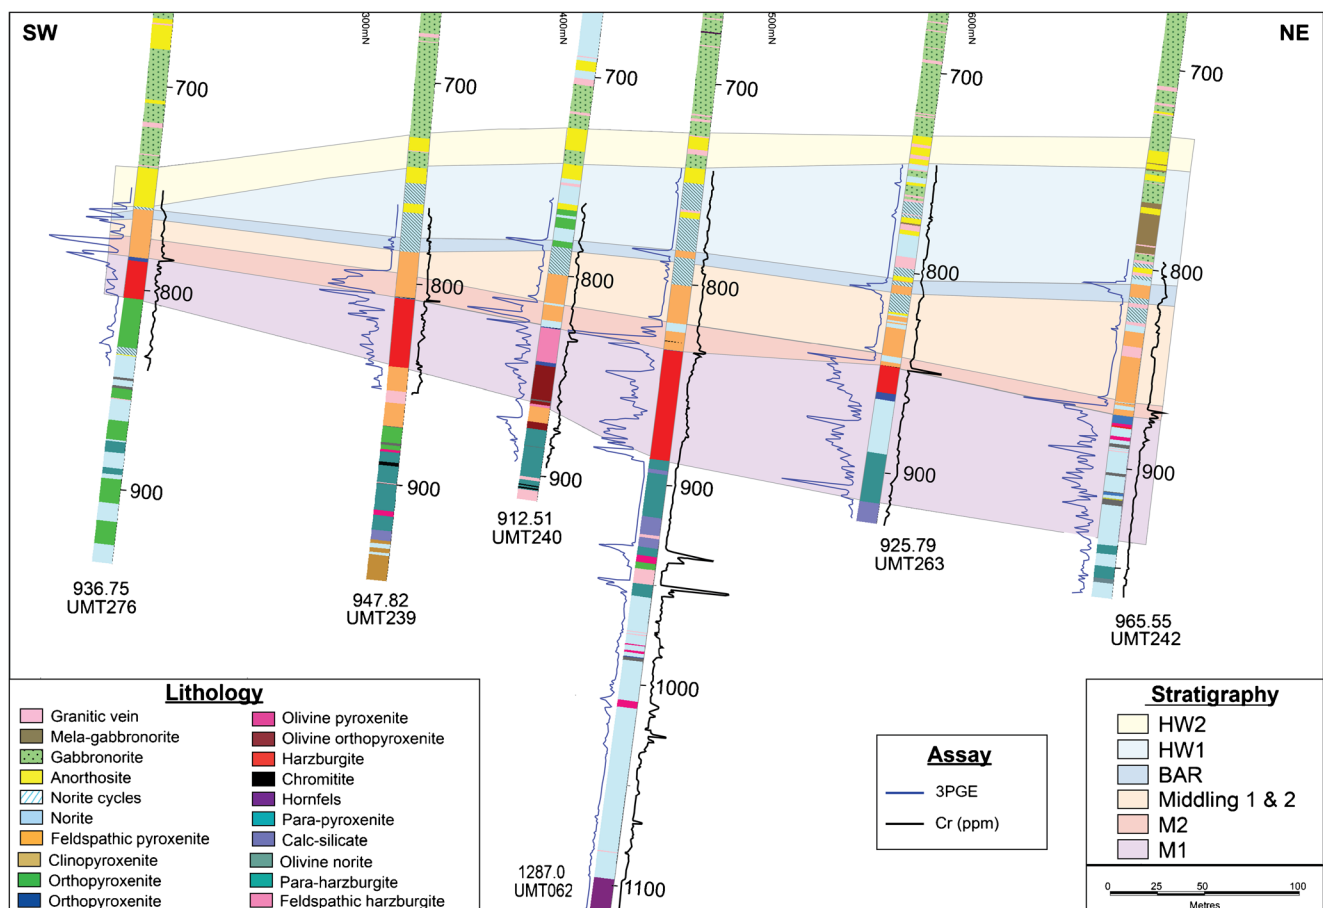 SW
NE
300mN
400mN
500mN
600mN
700
700
700
700
700
700
800
800
800
800
800
800
900
900
900
900
900
900
1000
1100
936.75
UMT276
947.82
UMT239
912.51
UMT240
1287.0
UMT062
925.79
UMT263
965.55
UMT242
Lithology
Granitic vein
Mela-gabbronorite
Gabbronorite
Anorthosite
Norite cycles
Norite
Feldspathic pyroxenite
Clinopyroxenite
Orthopyroxenite
Orthopyroxenite
Olivine pyroxenite
Olivine orthopyroxenite
Harzburgite
Chromitite
Hornfels
Para-pyroxenite
Calc-silicate
Olivine norite
Para-harzburgite
Feldspathic harzburgite
Assay
3PGE
Cr (ppm)
Stratigraphy
HW2
HW1
BAR
Middling 1 & 2
M2
M1
0 25 50 100
Metres